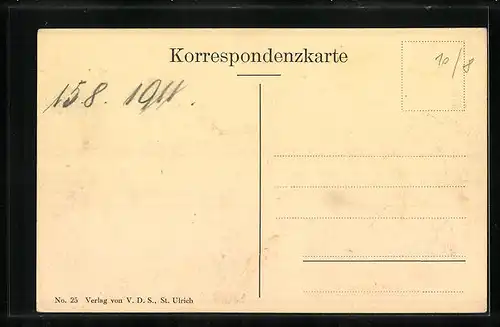 Korrespondenzkarte
10/8
15.8. 1911.
No. 25 Verlag von V. D. S., St. Ulrich